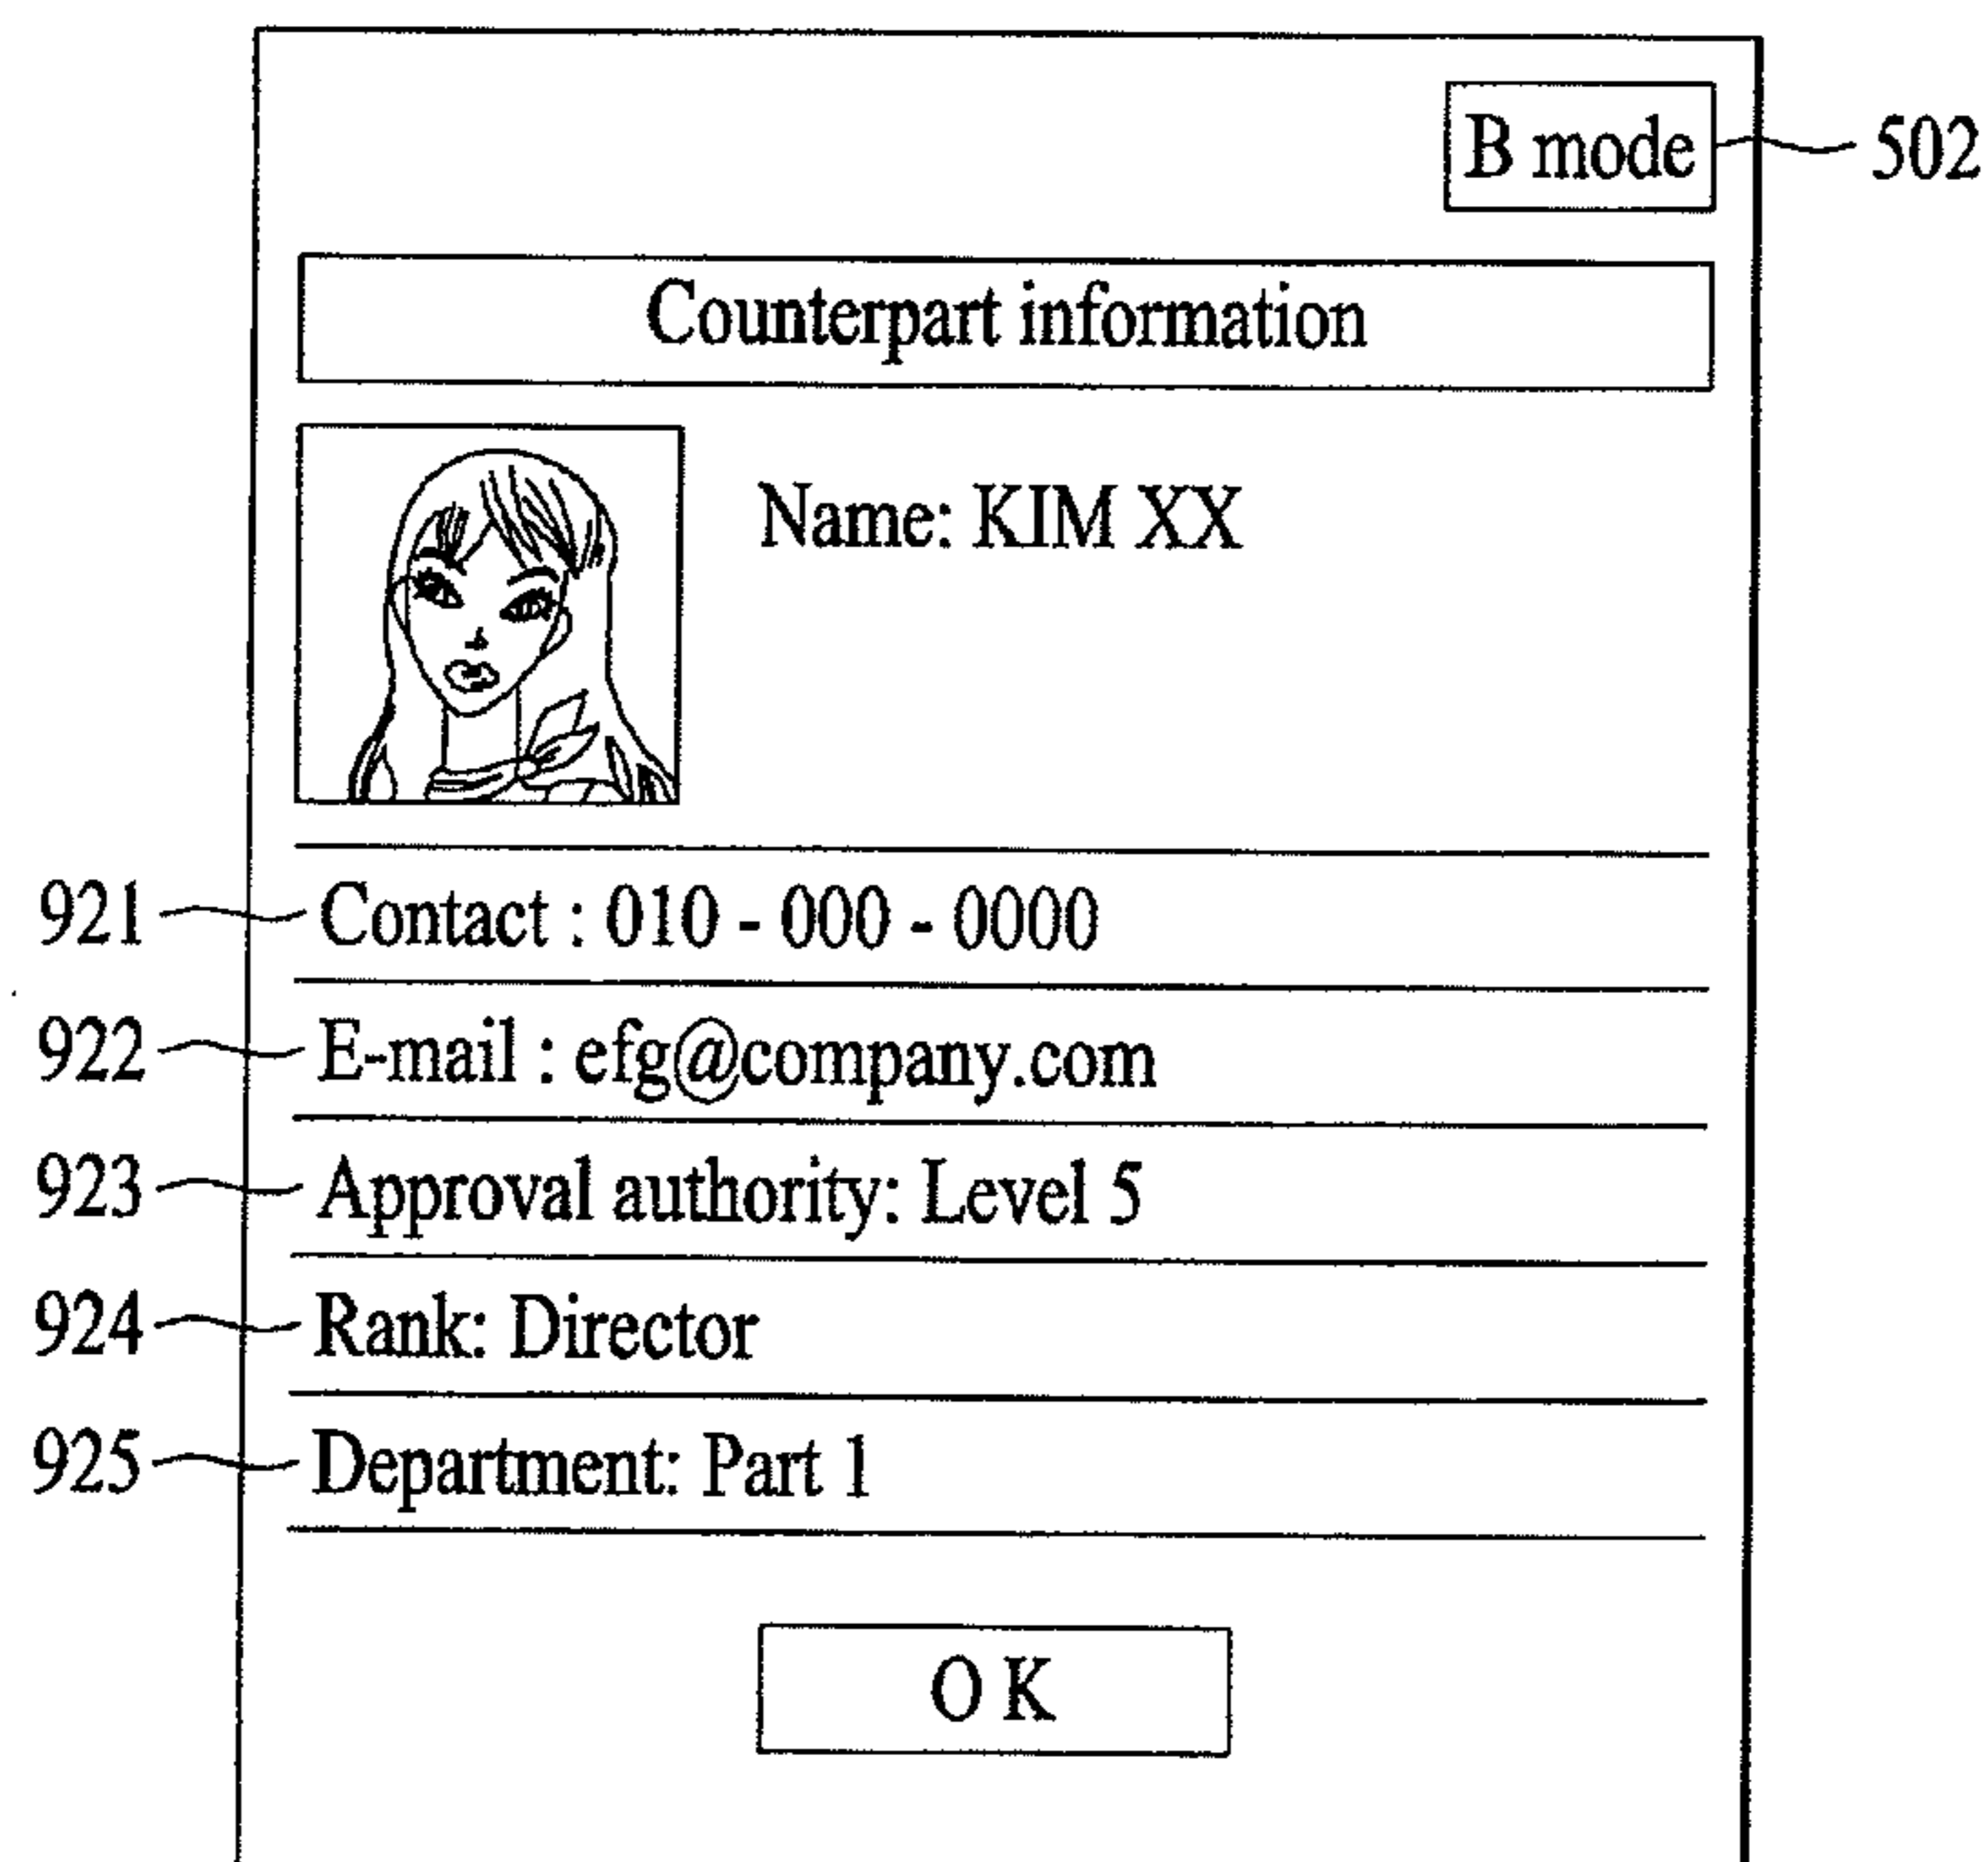 B mode 502
Counterpart information
Name: KIM XX
921 Contact : 010 - 000 - 0000
922 E-mail : efg@company.com
923 Approval authority: Level 5
924 Rank: Director
925 Department: Part 1
O K